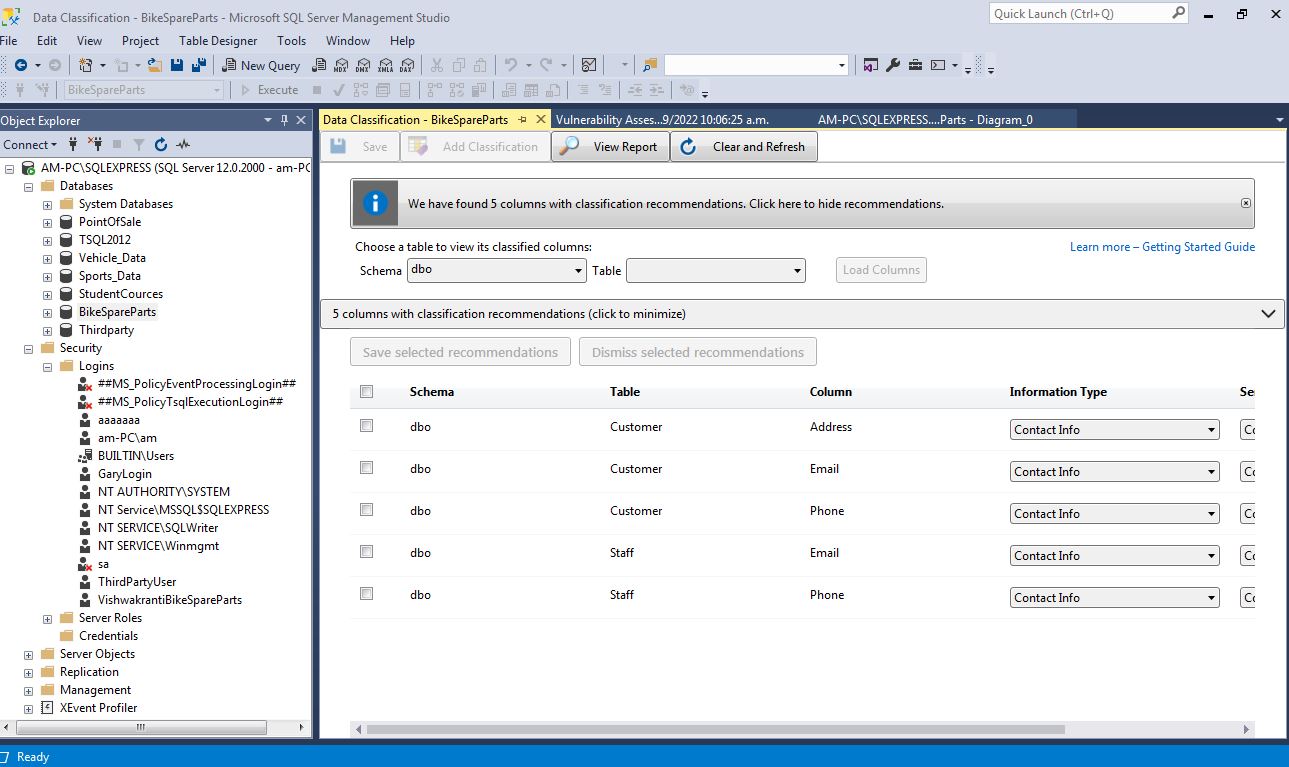 Data Classification - BikeSpareParts - Microsoft SQL Server Management Studio
Quick Launch (Ctrl+Q)
File Edit View Project Table Designer Tools Window Help
New Query MDX DMX XMLA DAX
BikeSpareParts Execute
Object Explorer
Connect
AM-PC\SQLEXPRESS (SQL Server 12.0.2000 - am-PC
Databases
System Databases
PointOfSale
TSQL2012
Vehicle_Data
Sports_Data
StudentCources
BikeSpareParts
Thirdparty
Security
Logins
##MS_PolicyEventProcessingLogin##
##MS_PolicyTsqlExecutionLogin##
aaaaaaa
am-PC\am
BUILTIN\Users
GaryLogin
NT AUTHORITY\SYSTEM
NT Service\MSSQL$SQLEXPRESS
NT SERVICE\SQLWriter
NT SERVICE\Winmgmt
sa
ThirdPartyUser
VishwakrantiBikeSpareParts
Server Roles
Credentials
Server Objects
Replication
Management
XEvent Profiler
Data Classification - BikeSpareParts Vulnerability Asses...9/2022 10:06:25 a.m. AM-PC\SQLEXPRESS....Parts - Diagram_0
Save Add Classification View Report Clear and Refresh
We have found 5 columns with classification recommendations. Click here to hide recommendations.
Choose a table to view its classified columns: Learn more – Getting Started Guide
Schema dbo Table Load Columns
5 columns with classification recommendations (click to minimize)
Save selected recommendations Dismiss selected recommendations
Schema Table Column Information Type Se
dbo Customer Address Contact Info Co
dbo Customer Email Contact Info Co
dbo Customer Phone Contact Info Co
dbo Staff Email Contact Info Co
dbo Staff Phone Contact Info Co
Ready